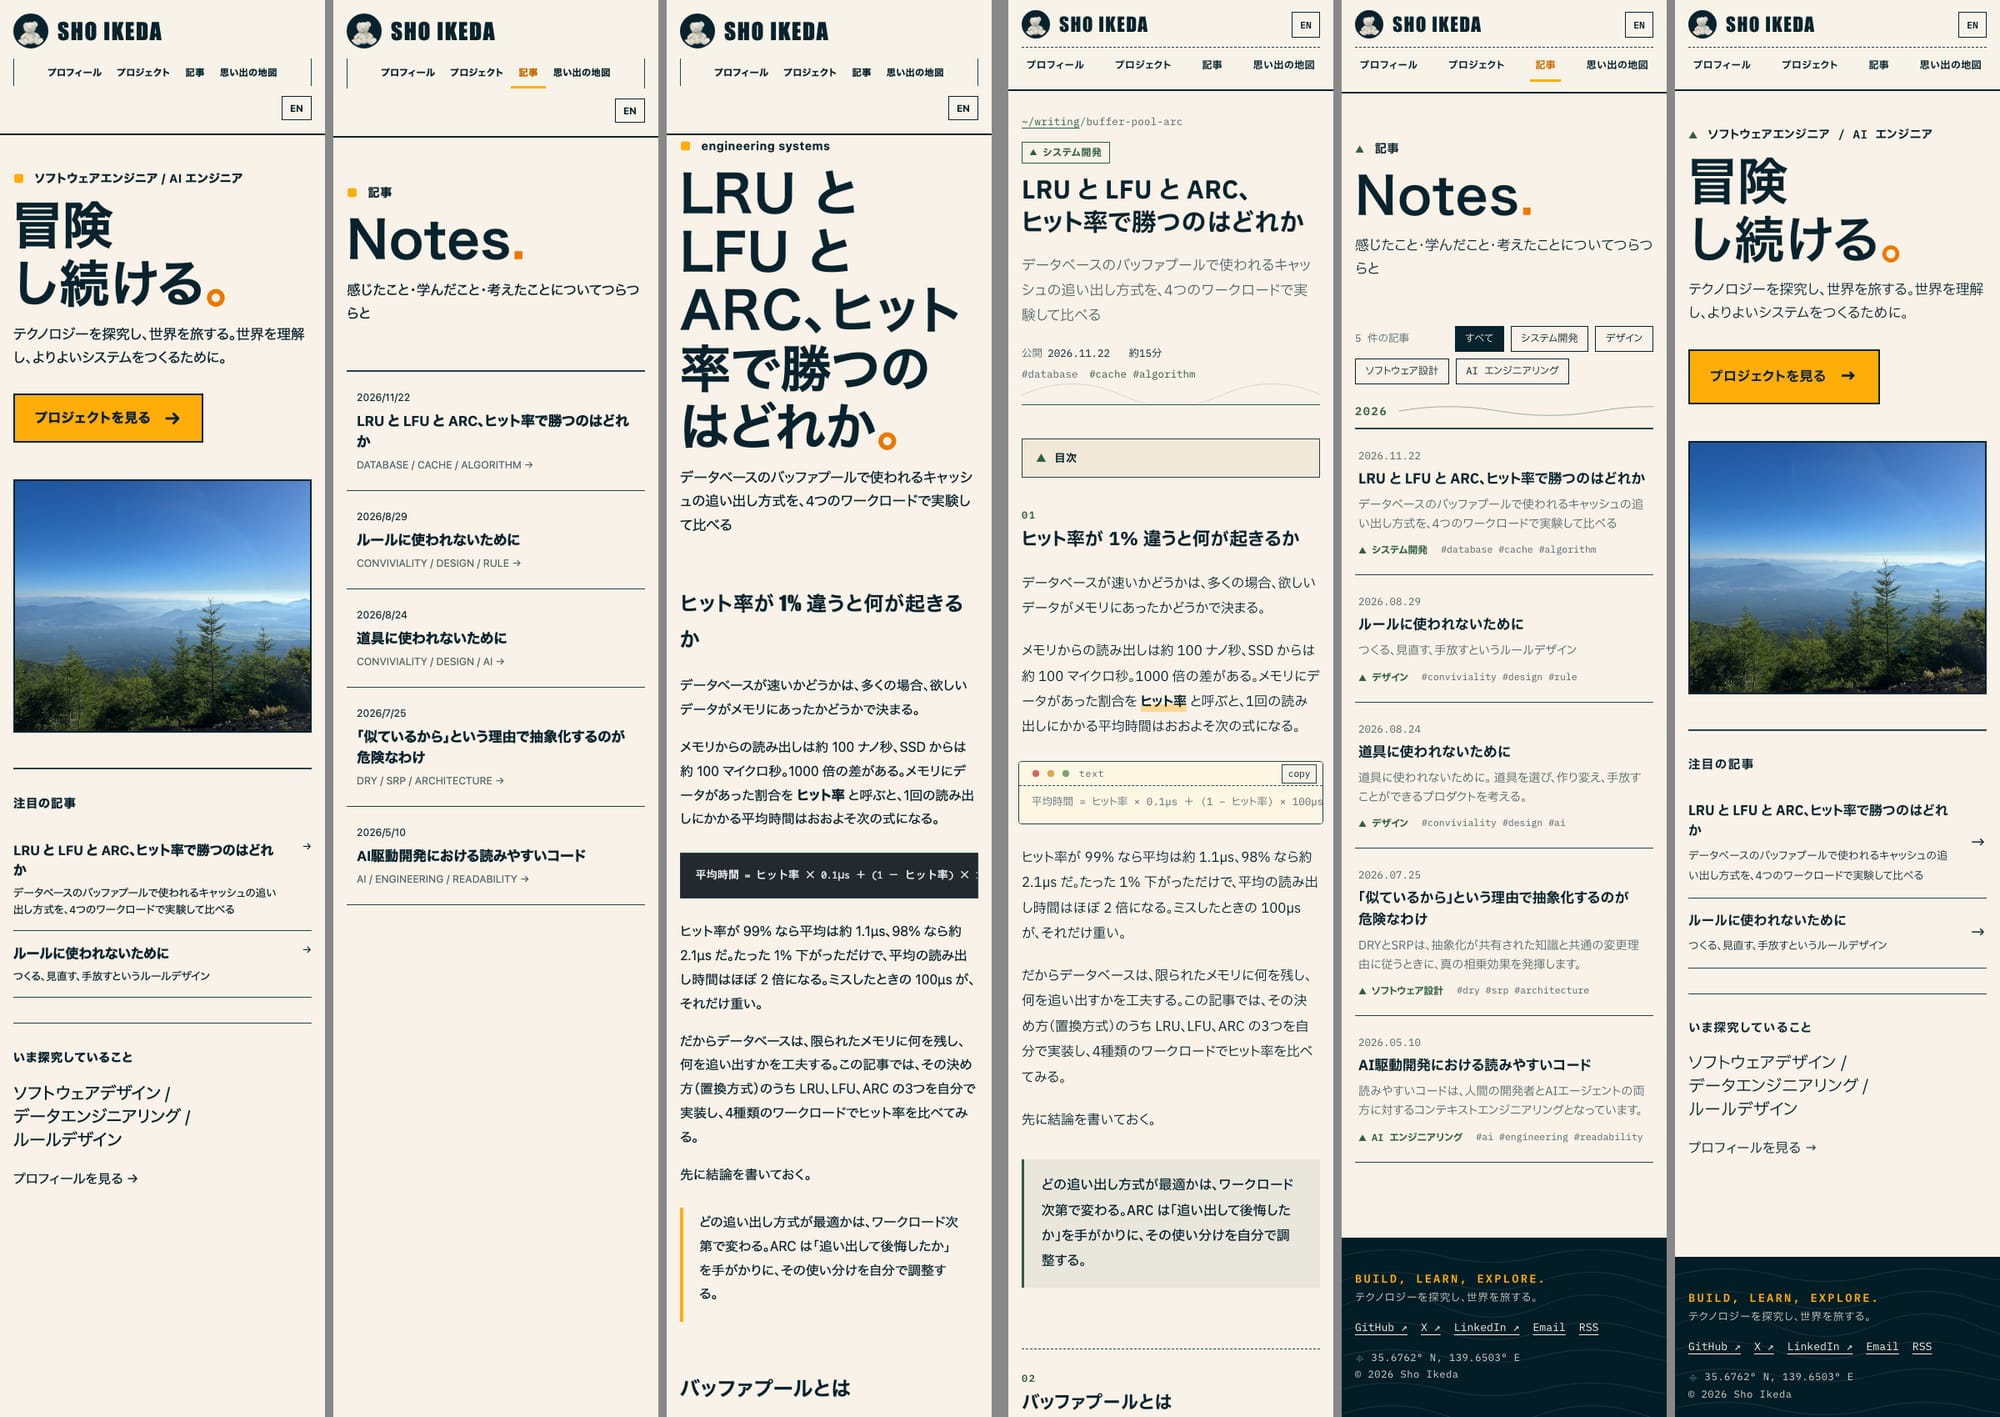 SHO IKEDA
プロフィール プロジェクト 記事 思い出の地図
EN
ソフトウェアエンジニア / AI エンジニア
冒険
し続ける。
テクノロジーを探究し、世界を旅する。世界を理解
し、よりよいシステムをつくるために。
プロジェクトを見る →
注目の記事
LRU と LFU と ARC、ヒット率で勝つのはどれ
か →
データベースのバッファプールで使われるキャッシュの追い
出し方式を、4つのワークロードで実験して比べる
ルールに使われないために →
つくる、見直す、手放すというルールデザイン
いま探究していること
ソフトウェアデザイン /
データエンジニアリング /
ルールデザイン
プロフィールを見る →
SHO IKEDA
プロフィール プロジェクト 記事 思い出の地図
EN
記事
Notes.
感じたこと・学んだこと・考えたことについてつらつ
らと
2026/11/22
LRU と LFU と ARC、ヒット率で勝つのはどれ
か
DATABASE / CACHE / ALGORITHM →
2026/8/29
ルールに使われないために
CONVIVIALITY / DESIGN / RULE →
2026/8/24
道具に使われないために
CONVIVIALITY / DESIGN / AI →
2026/7/25
「似ているから」という理由で抽象化するのが
危険なわけ
DRY / SRP / ARCHITECTURE →
2026/5/10
AI駆動開発における読みやすいコード
AI / ENGINEERING / READABILITY →
SHO IKEDA
プロフィール プロジェクト 記事 思い出の地図
EN
engineering systems
LRU と
LFU と
ARC、ヒット
率で勝つの
はどれか。
データベースのバッファプールで使われるキャッシ
ュの追い出し方式を、4つのワークロードで実験し
て比べる
ヒット率が 1% 違うと何が起きる
か
データベースが速いかどうかは、多くの場合、欲しい
データがメモリにあったかどうかで決まる。
メモリからの読み出しは約 100 ナノ秒、SSD からは
約 100 マイクロ秒。1000 倍の差がある。メモリにデ
ータがあった割合を ヒット率 と呼ぶと、1回の読み出
しにかかる平均時間はおおよそ次の式になる。
平均時間 = ヒット率 × 0.1μs + (1 − ヒット率) ×
ヒット率が 99% なら平均は約 1.1μs、98% なら約
2.1μs だ。たった 1% 下がっただけで、平均の読み出
し時間はほぼ 2 倍になる。ミスしたときの 100μs が、
それだけ重い。
だからデータベースは、限られたメモリに何を残し、
何を追い出すかを工夫する。この記事では、その決め
方（置換方式）のうち LRU、LFU、ARC の3つを自分で
実装し、4種類のワークロードでヒット率を比べてみ
る。
先に結論を書いておく。
どの追い出し方式が最適かは、ワークロード次
第で変わる。ARC は「追い出して後悔したか」
を手がかりに、その使い分けを自分で調整す
る。
バッファプールとは
SHO IKEDA
EN
プロフィール プロジェクト 記事 思い出の地図
~/writing/buffer-pool-arc
▲ システム開発
LRU と LFU と ARC、
ヒット率で勝つのはどれか
データベースのバッファプールで使われるキャッ
シュの追い出し方式を、4つのワークロードで実
験して比べる
公開 2026.11.22 約15分
#database #cache #algorithm
▲ 目次
01
ヒット率が 1% 違うと何が起きるか
データベースが速いかどうかは、多くの場合、欲しい
データがメモリにあったかどうかで決まる。
メモリからの読み出しは約 100 ナノ秒、SSD からは
約 100 マイクロ秒。1000 倍の差がある。メモリにデ
ータがあった割合を ヒット率 と呼ぶと、1回の読み
出しにかかる平均時間はおおよそ次の式になる。
text copy
平均時間 = ヒット率 × 0.1μs + (1 − ヒット率) × 100μs
ヒット率が 99% なら平均は約 1.1μs、98% なら約
2.1μs だ。たった 1% 下がっただけで、平均の読み出
し時間はほぼ 2 倍になる。ミスしたときの 100μs
が、それだけ重い。
だからデータベースは、限られたメモリに何を残し、
何を追い出すかを工夫する。この記事では、その決
め方（置換方式）のうち LRU、LFU、ARC の3つを自
分で実装し、4種類のワークロードでヒット率を比べ
てみる。
先に結論を書いておく。
どの追い出し方式が最適かは、ワークロード
次第で変わる。ARC は「追い出して後悔した
か」を手がかりに、その使い分けを自分で調
整する。
02
バッファプールとは
SHO IKEDA
EN
プロフィール プロジェクト 記事 思い出の地図
▲ 記事
Notes.
感じたこと・学んだこと・考えたことについてつらつ
らと
5 件の記事 すべて システム開発 デザイン
ソフトウェア設計 AI エンジニアリング
2026
2026.11.22
LRU と LFU と ARC、ヒット率で勝つのはどれか
データベースのバッファプールで使われるキャッシュの追
い出し方式を、4つのワークロードで実験して比べる
▲ システム開発 #database #cache #algorithm
2026.08.29
ルールに使われないために
つくる、見直す、手放すというルールデザイン
▲ デザイン #conviviality #design #rule
2026.08.24
道具に使われないために
道具に使われないために。 道具を選び、作り変え、手放す
ことができるプロダクトを考える。
▲ デザイン #conviviality #design #ai
2026.07.25
「似ているから」という理由で抽象化するのが
危険なわけ
DRYとSRPは、抽象化が共有された知識と共通の変更理
由に従うときに、真の相乗効果を発揮します。
▲ ソフトウェア設計 #dry #srp #architecture
2026.05.10
AI駆動開発における読みやすいコード
読みやすいコードは、人間の開発者とAIエージェントの両
方に対するコンテキストエンジニアリングとなっています。
▲ AI エンジニアリング #ai #engineering #readability
BUILD, LEARN, EXPLORE.
テクノロジーを探究し、世界を旅する。
GitHub ↗ X ↗ LinkedIn ↗ Email RSS
35.6762° N, 139.6503° E
© 2026 Sho Ikeda
SHO IKEDA
EN
プロフィール プロジェクト 記事 思い出の地図
▲ ソフトウェアエンジニア / AI エンジニア
冒険
し続ける。
テクノロジーを探究し、世界を旅する。世界を理解
し、よりよいシステムをつくるために。
プロジェクトを見る →
注目の記事
LRU と LFU と ARC、ヒット率で勝つのはどれ
か
データベースのバッファプールで使われるキャッシュの追
い出し方式を、4つのワークロードで実験して比べる
→
ルールに使われないために
つくる、見直す、手放すというルールデザイン
→
いま探究していること
ソフトウェアデザイン /
データエンジニアリング /
ルールデザイン
プロフィールを見る →
BUILD, LEARN, EXPLORE.
テクノロジーを探究し、世界を旅する。
GitHub ↗ X ↗ LinkedIn ↗ Email RSS
35.6762° N, 139.6503° E
© 2026 Sho Ikeda